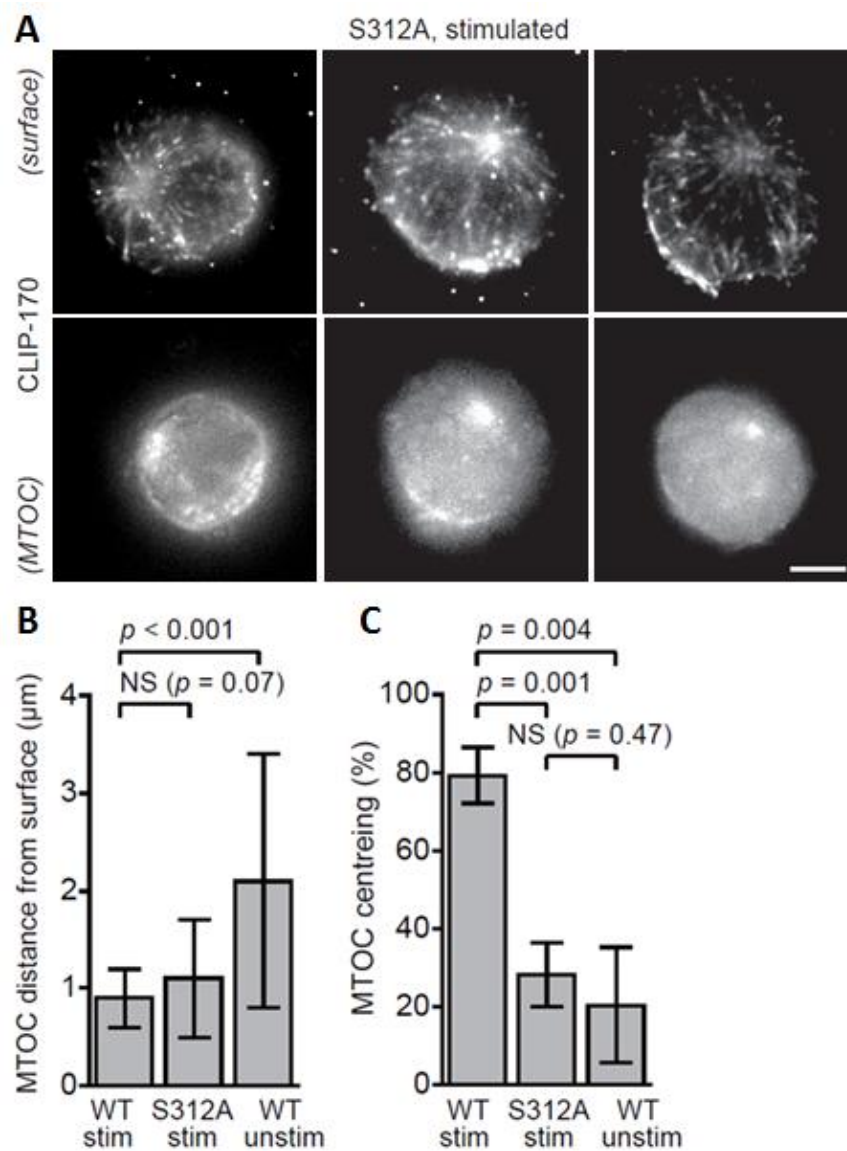 A
S312A, stimulated
(surface)
CLIP-170
(MTOC)
B
p < 0.001
NS (p = 0.07)
MTOC distance from surface (µm)
4
3
2
1
0
WT stim
S312A stim
WT unstim
C
p = 0.004
p = 0.001
NS (p = 0.47)
MTOC centreing (%)
100
80
60
40
20
0
WT stim
S312A stim
WT unstim